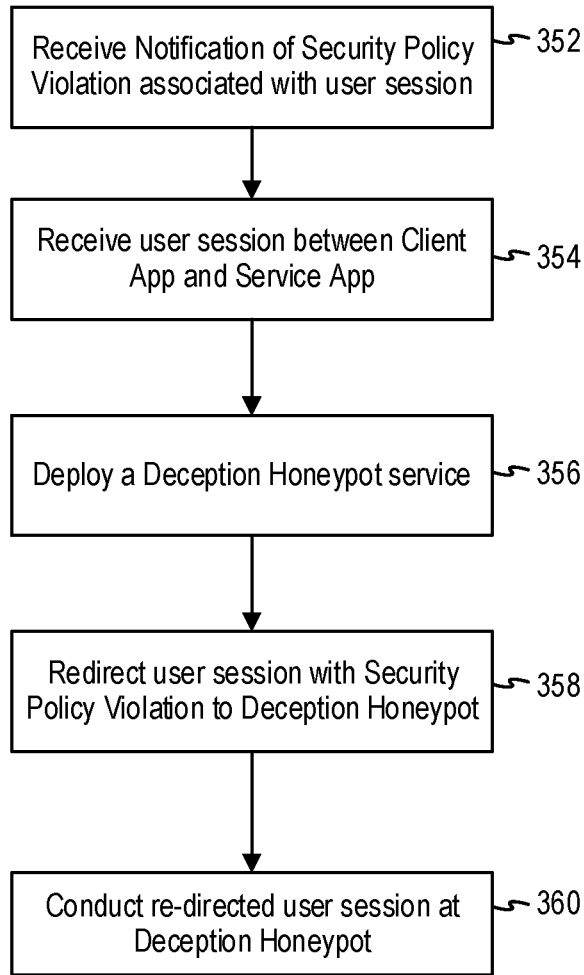 Receive Notification of Security Policy
Violation associated with user session
352
Receive user session between Client
App and Service App
354
Deploy a Deception Honeypot service
356
Redirect user session with Security
Policy Violation to Deception Honeypot
358
Conduct re-directed user session at
Deception Honeypot
360